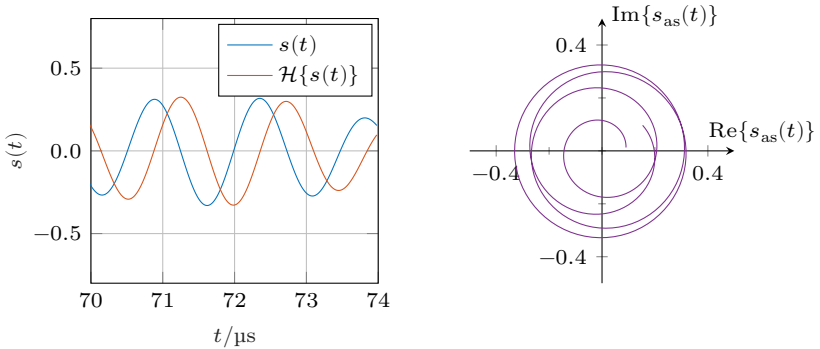 s(t)
ℋ{s(t)}
0.5
0.0
−0.5
s(t)
70
71
72
73
74
t/µs
Im{s_as(t)}
0.4
Re{s_as(t)}
−0.4
0.4
−0.4